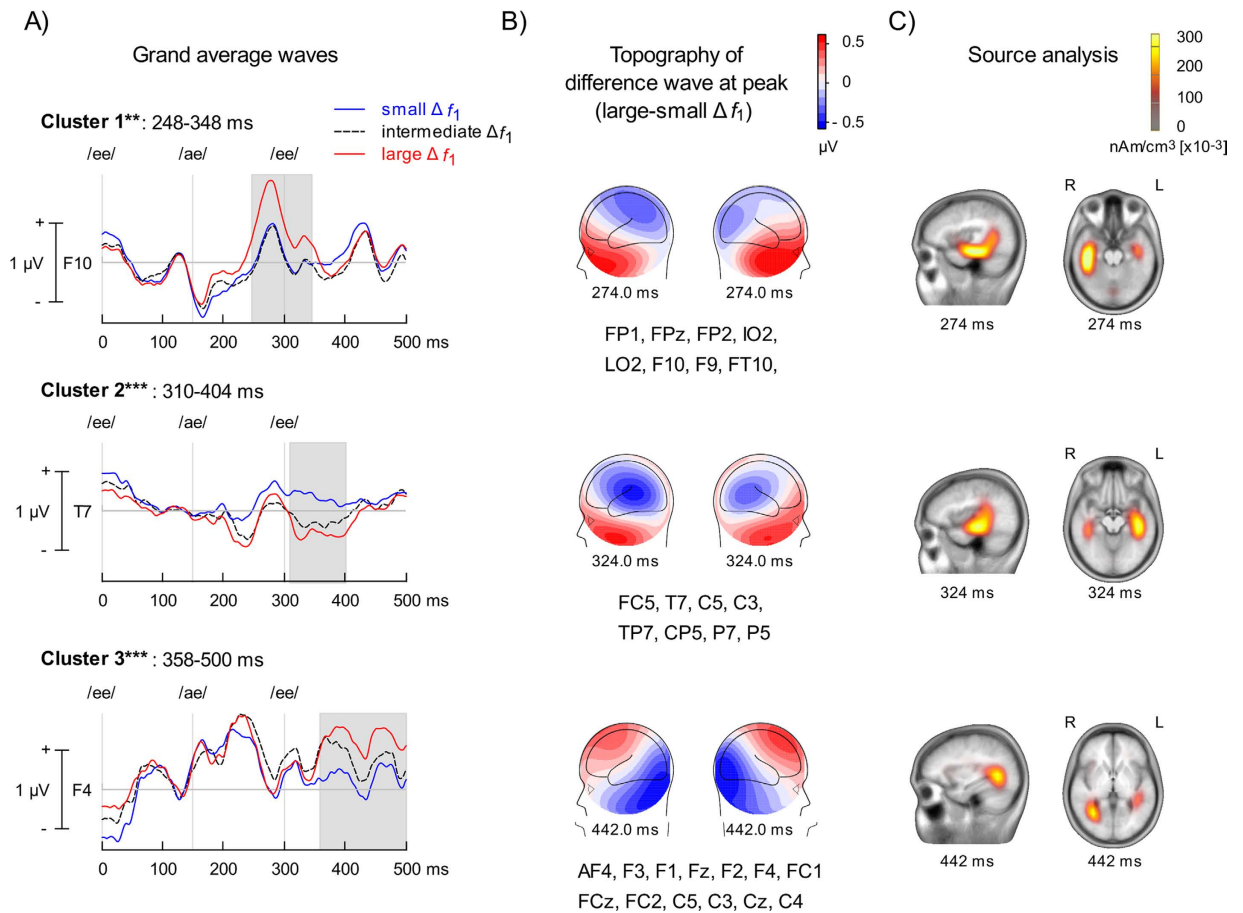 A)
Grand average waves
small Δ f1
intermediate Δf1
large Δ f1
Cluster 1**: 248-348 ms
/ee/ /ae/ /ee/
+
1 µV F10
-
0 100 200 300 400 500 ms
Cluster 2*** : 310-404 ms
/ee/ /ae/ /ee/
+
1 µV T7
-
0 100 200 300 400 500 ms
Cluster 3*** : 358-500 ms
/ee/ /ae/ /ee/
+
1 µV F4
-
0 100 200 300 400 500 ms
B)
Topography of
difference wave at peak
(large-small Δ f1)
0.5
0
- 0.5
µV
274.0 ms 274.0 ms
FP1, FPz, FP2, IO2,
LO2, F10, F9, FT10,
324.0 ms 324.0 ms
FC5, T7, C5, C3,
TP7, CP5, P7, P5
442.0 ms 442.0 ms
AF4, F3, F1, Fz, F2, F4, FC1
FCz, FC2, C5, C3, Cz, C4
C)
Source analysis
300
200
100
0
nAm/cm³ [x10-³]
R L
274 ms 274 ms
R L
324 ms 324 ms
R L
442 ms 442 ms